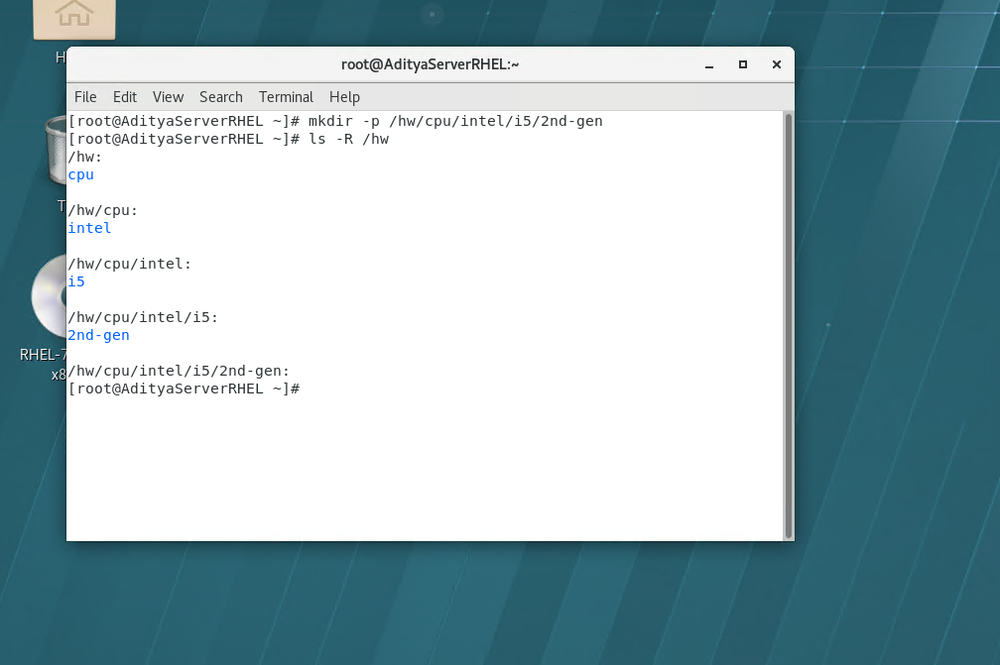 root@AdityaServerRHEL:~
File Edit View Search Terminal Help
[root@AdityaServerRHEL ~]# mkdir -p /hw/cpu/intel/i5/2nd-gen
[root@AdityaServerRHEL ~]# ls -R /hw
/hw:
cpu
/hw/cpu:
intel
/hw/cpu/intel:
i5
/hw/cpu/intel/i5:
2nd-gen
/hw/cpu/intel/i5/2nd-gen:
[root@AdityaServerRHEL ~]#
RHEL-7
x8